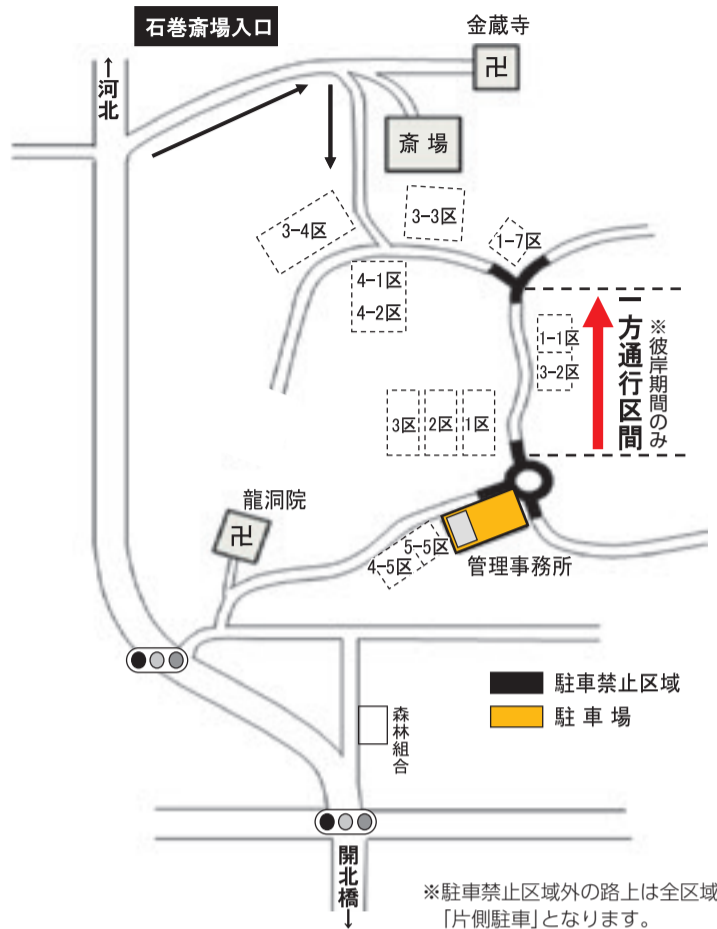 石巻斎場入口
金蔵寺
卍
↑河北
斎場
3-3区
3-4区
1-7区
4-1区
4-2区
一方通行区間
※彼岸期間のみ
1-1区
3-2区
3区
2区
1区
龍洞院
卍
5-5区
4-5区
管理事務所
駐車禁止区域
駐車場
森林組合
開北橋↓
※駐車禁止区域外の路上は全区域
「片側駐車」となります。